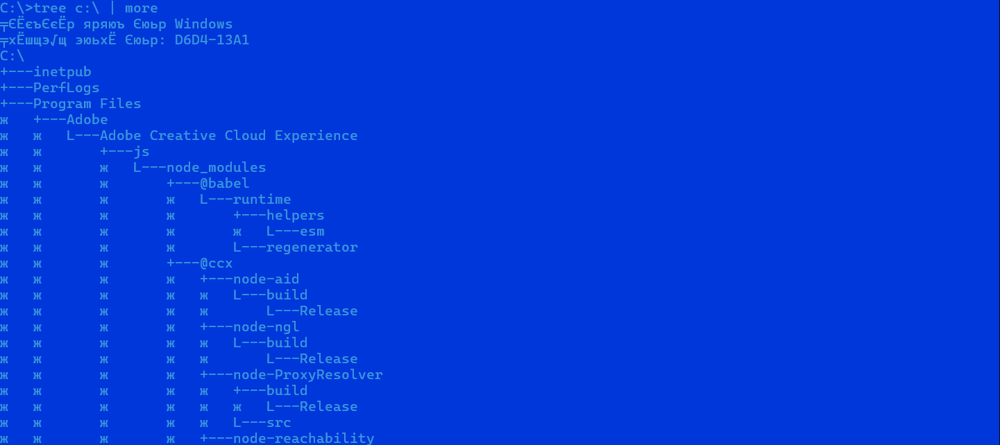 C:\>tree c:\ | more
╤ЄЁєъЄєЁр яряюъ Єюьр Windows
╤хЁшщэ√щ эюьхЁ Єюьр: D6D4-13A1
C:\
+---inetpub
+---PerfLogs
+---Program Files
ж   +---Adobe
ж   ж   L---Adobe Creative Cloud Experience
ж   ж       +---js
ж   ж       ж   L---node_modules
ж   ж       ж       +---@babel
ж   ж       ж       ж   L---runtime
ж   ж       ж       ж       +---helpers
ж   ж       ж       ж       ж   L---esm
ж   ж       ж       ж       L---regenerator
ж   ж       ж       +---@ccx
ж   ж       ж       ж   +---node-aid
ж   ж       ж       ж   ж   L---build
ж   ж       ж       ж   ж       L---Release
ж   ж       ж       ж   +---node-ngl
ж   ж       ж       ж   ж   L---build
ж   ж       ж       ж   ж       L---Release
ж   ж       ж       ж   +---node-ProxyResolver
ж   ж       ж       ж   ж   +---build
ж   ж       ж       ж   ж   ж   L---Release
ж   ж       ж       ж   ж   L---src
ж   ж       ж       ж   +---node-reachability